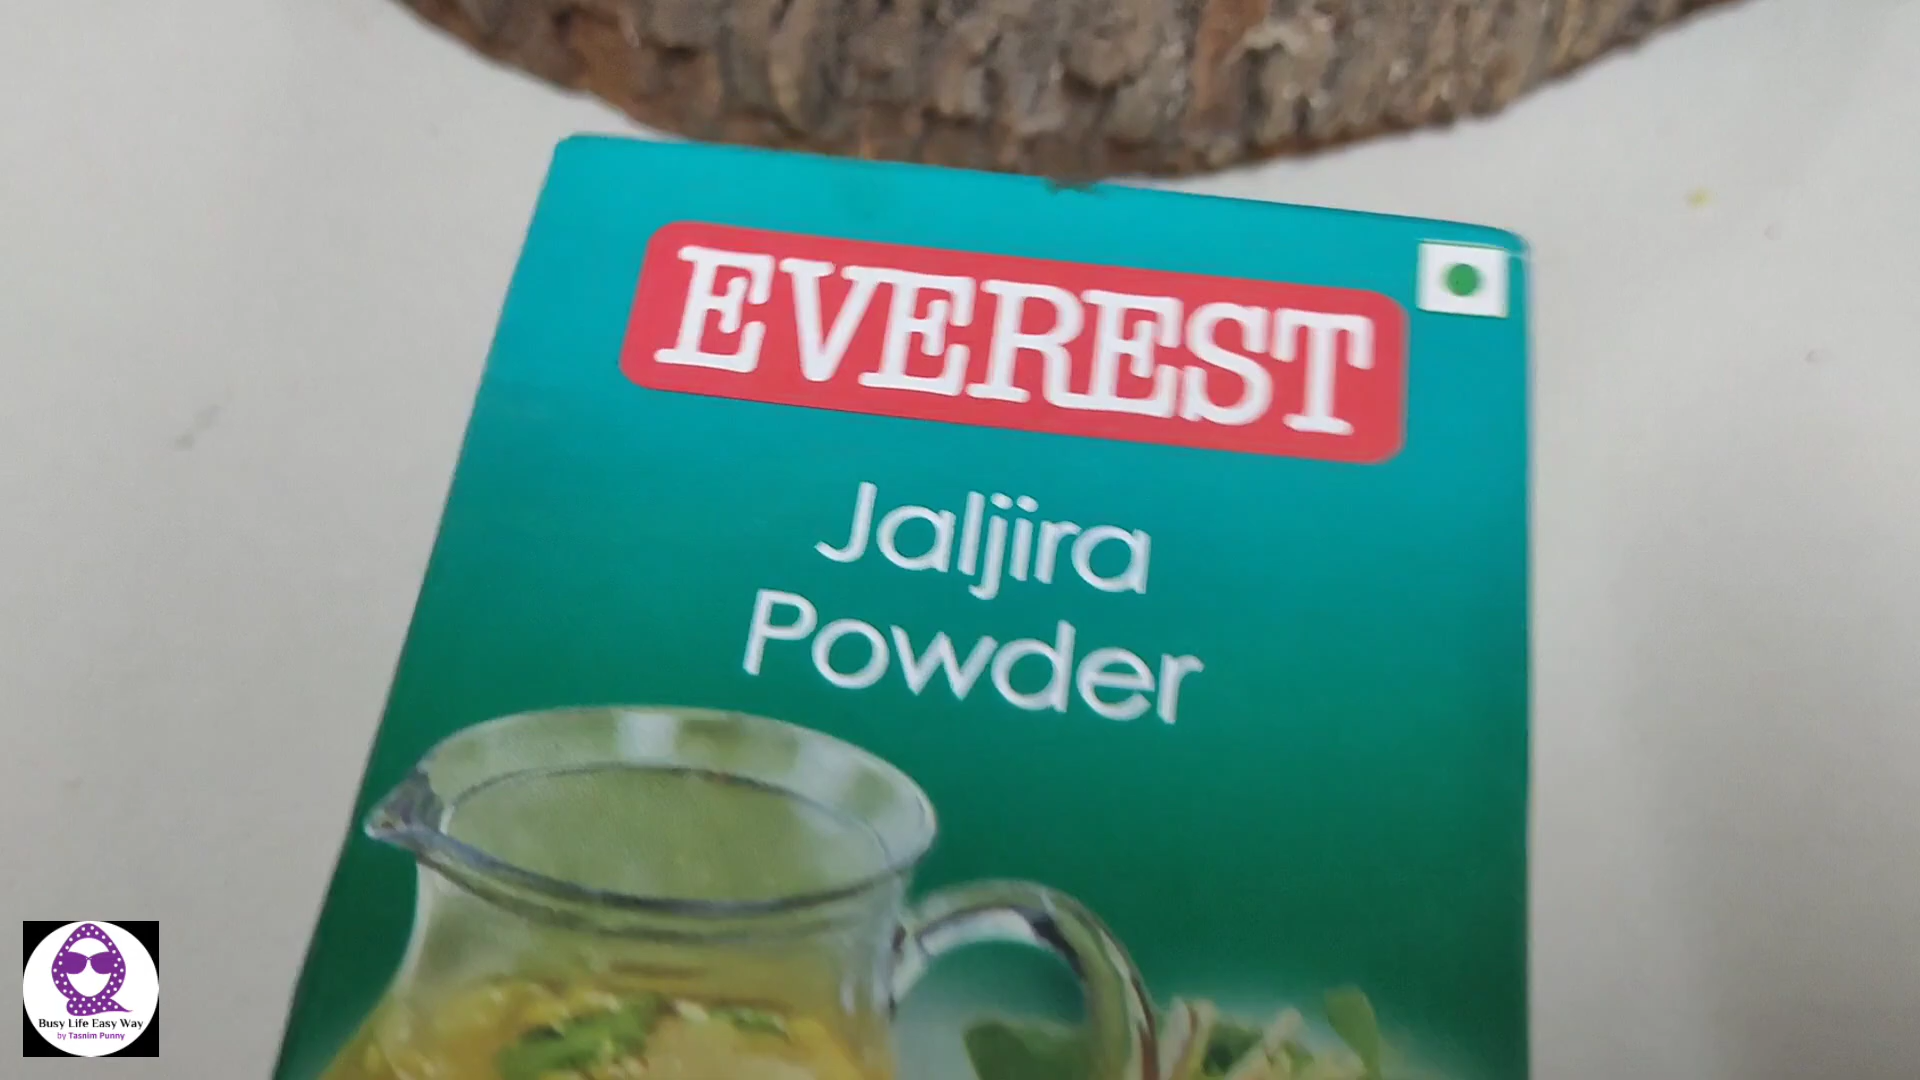 EVEREST
Jaljira
Powder
Busy Life Easy Way
by Tasnim Punny